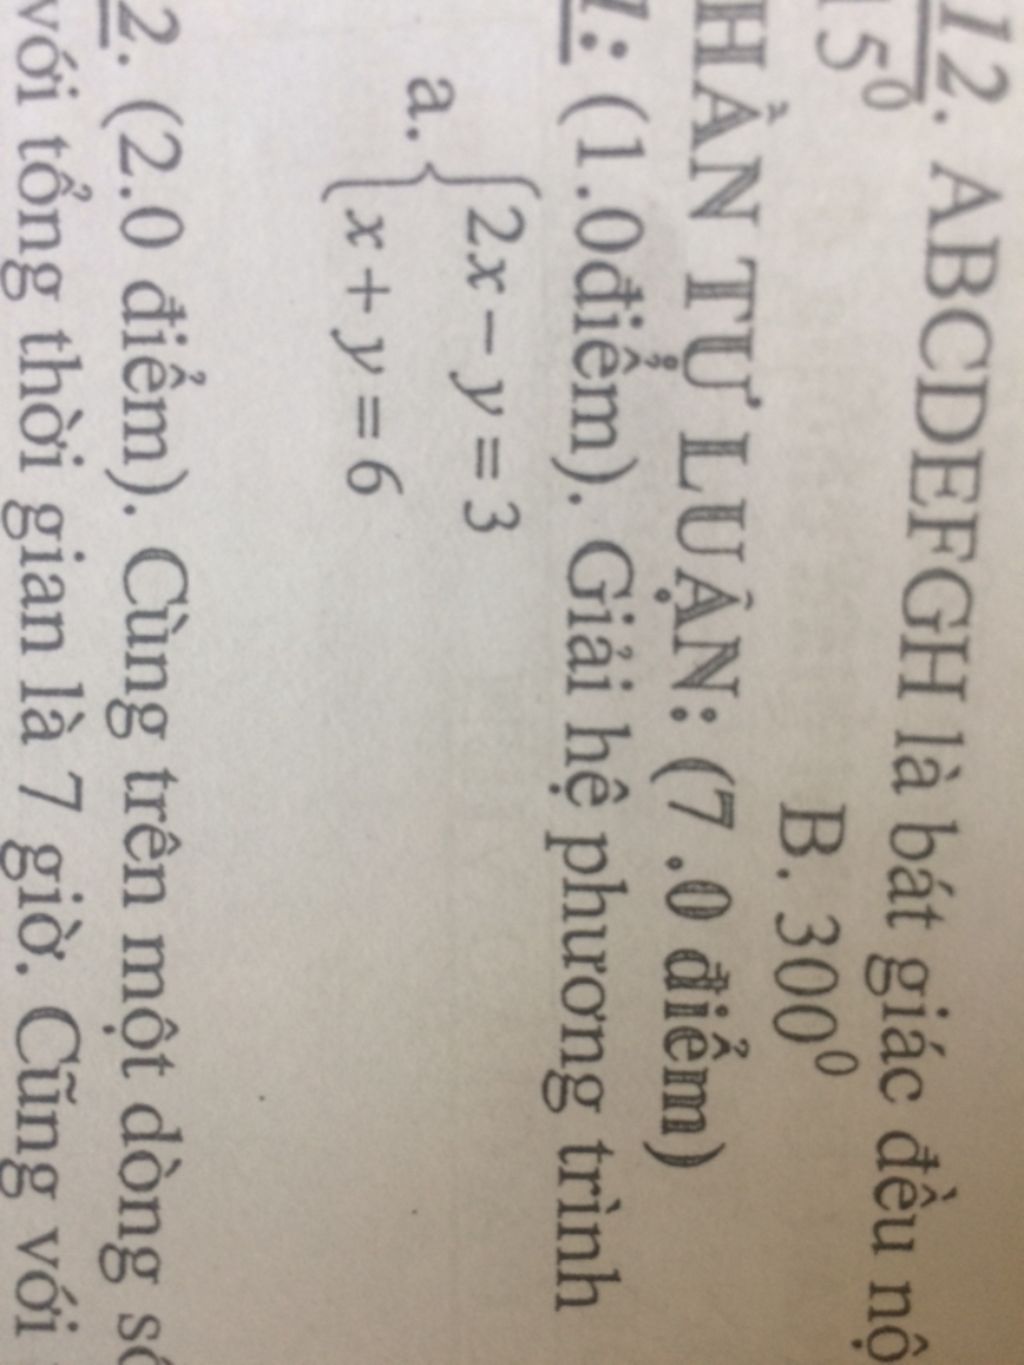 12. ABCDEFGH là bát giác đều nộ
15⁰ B. 300⁰
HẦN TỰ LUẬN: (7 .0 điểm)
1: (1.0điểm). Giải hệ phương trình
a. { 2x − y = 3
x + y = 6
2. (2.0 điểm). Cùng trên một dòng số
với tổng thời gian là 7 giờ. Cũng với